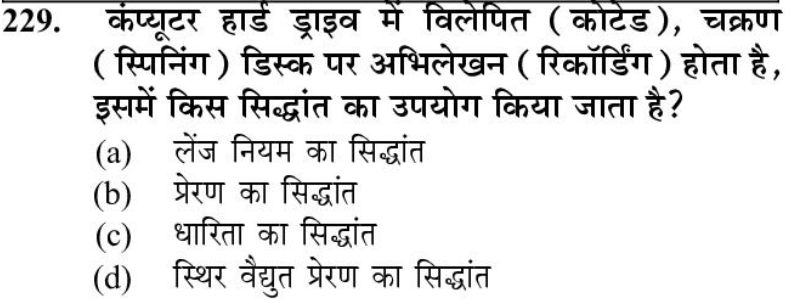 229. कंप्यूटर हार्ड ड्राइव में विलेपित ( कोटेड ), चक्रण
( स्पिनिंग ) डिस्क पर अभिलेखन ( रिकॉर्डिंग ) होता है,
इसमें किस सिद्धांत का उपयोग किया जाता है?
(a) लेंज नियम का सिद्धांत
(b) प्रेरण का सिद्धांत
(c) धारिता का सिद्धांत
(d) स्थिर वैद्युत प्रेरण का सिद्धांत